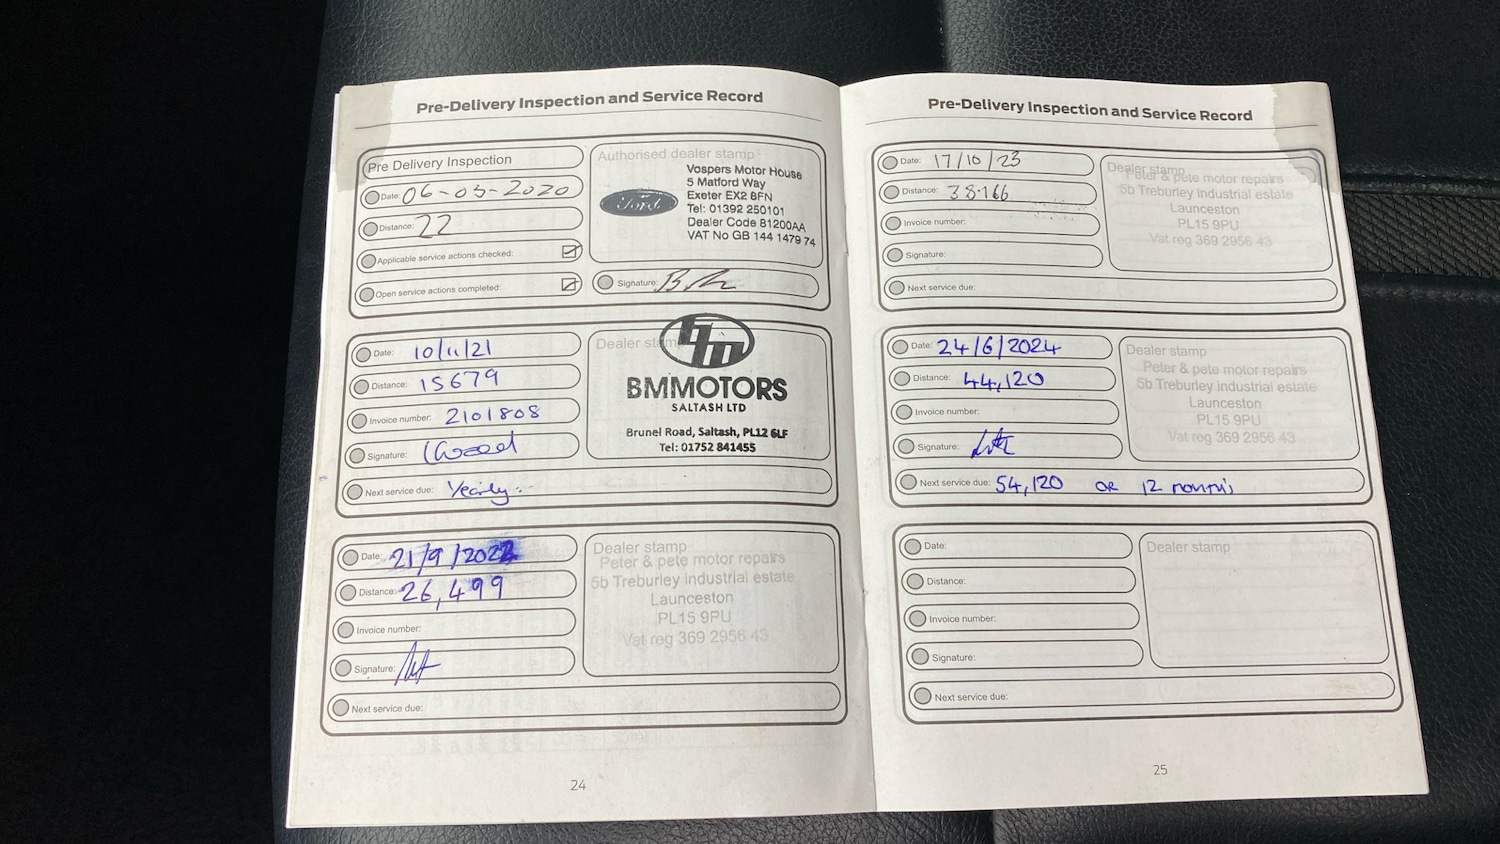 Pre-Delivery Inspection and Service Record
Pre Delivery Inspection
Date: 06-03-2020
Distance: 22
Applicable service actions checked:
Open service actions completed:
Authorised dealer stamp
Ford
Vospers Motor House
5 Matford Way
Exeter EX2 8FN
Tel: 01392 250101
Dealer Code 81200AA
VAT No GB 144 1479 74
Signature:
Date: 10/11/21
Distance: 15679
Invoice number: 2101808
Signature:
Next service due: Yearly.
Dealer stamp
bm
BMMOTORS
SALTASH LTD
Brunel Road, Saltash, PL12 6LF
Tel: 01752 841455
Date: 21/9/2022
Distance: 26,499
Invoice number:
Signature:
Next service due:
Dealer stamp
Peter & pete motor repairs
5b Treburley industrial estate
Launceston
PL15 9PU
Vat reg 369 2956 43
24
Pre-Delivery Inspection and Service Record
Date: 17/10/23
Distance: 38166
Invoice number:
Signature:
Next service due:
Dealer stamp
Peter & pete motor repairs
5b Treburley industrial estate
Launceston
PL15 9PU
Vat reg 369 2956 43
Date: 24/6/2024
Distance: 44,120
Invoice number:
Signature:
Next service due: 54,120 OR 12 months
Dealer stamp
Peter & pete motor repairs
5b Treburley industrial estate
Launceston
PL15 9PU
Vat reg 369 2956 43
Date:
Distance:
Invoice number:
Signature:
Next service due:
Dealer stamp
25